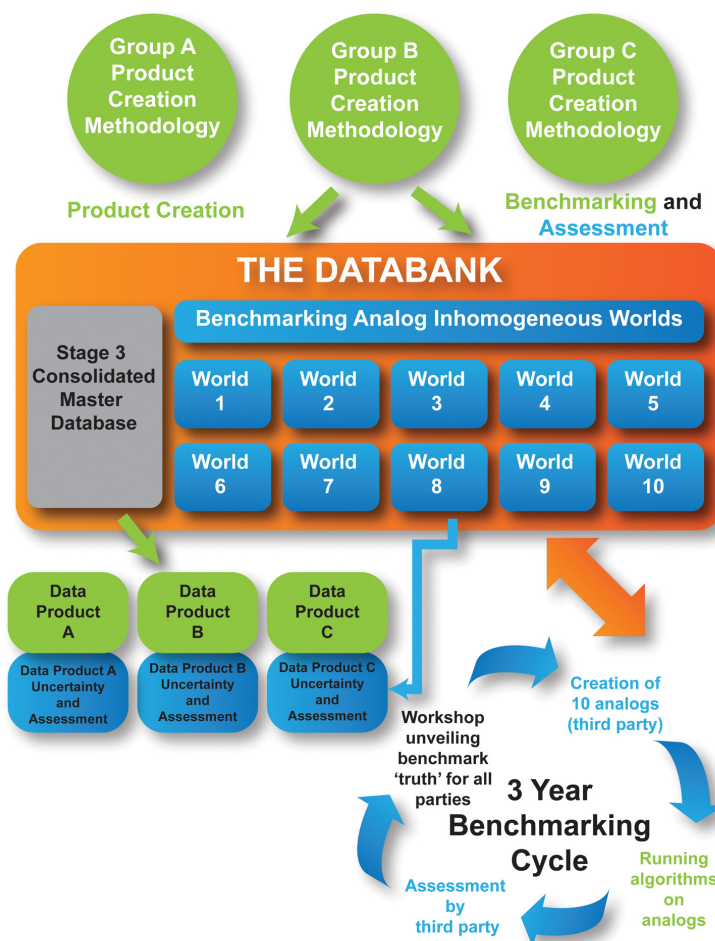 Group A
Product
Creation
Methodology
Group B
Product
Creation
Methodology
Group C
Product
Creation
Methodology
Product Creation
Benchmarking and
Assessment
THE DATABANK
Stage 3
Consolidated
Master
Database
Benchmarking Analog Inhomogeneous Worlds
World
1
World
2
World
3
World
4
World
5
World
6
World
7
World
8
World
9
World
10
Data
Product
A
Data
Product
B
Data
Product
C
Data Product A
Uncertainty
and
Assessment
Data Product B
Uncertainty
and
Assessment
Data Product C
Uncertainty
and
Assessment
Workshop
unveiling
benchmark
‘truth’ for all
parties
Creation of
10 analogs
(third party)
3 Year
Benchmarking
Cycle
Running
algorithms
on
analogs
Assessment
by
third party